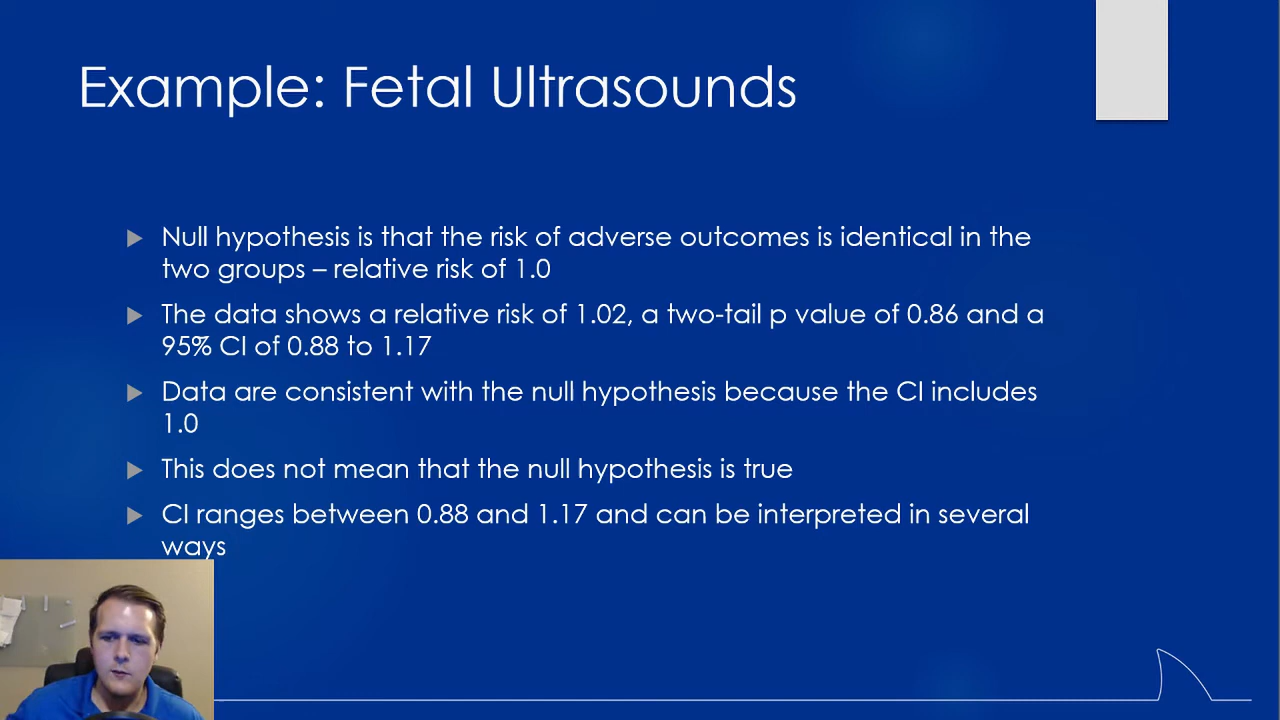 Example: Fetal Ultrasounds
Null hypothesis is that the risk of adverse outcomes is identical in the
two groups – relative risk of 1.0
The data shows a relative risk of 1.02, a two-tail p value of 0.86 and a
95% CI of 0.88 to 1.17
Data are consistent with the null hypothesis because the CI includes
1.0
This does not mean that the null hypothesis is true
CI ranges between 0.88 and 1.17 and can be interpreted in several
ways